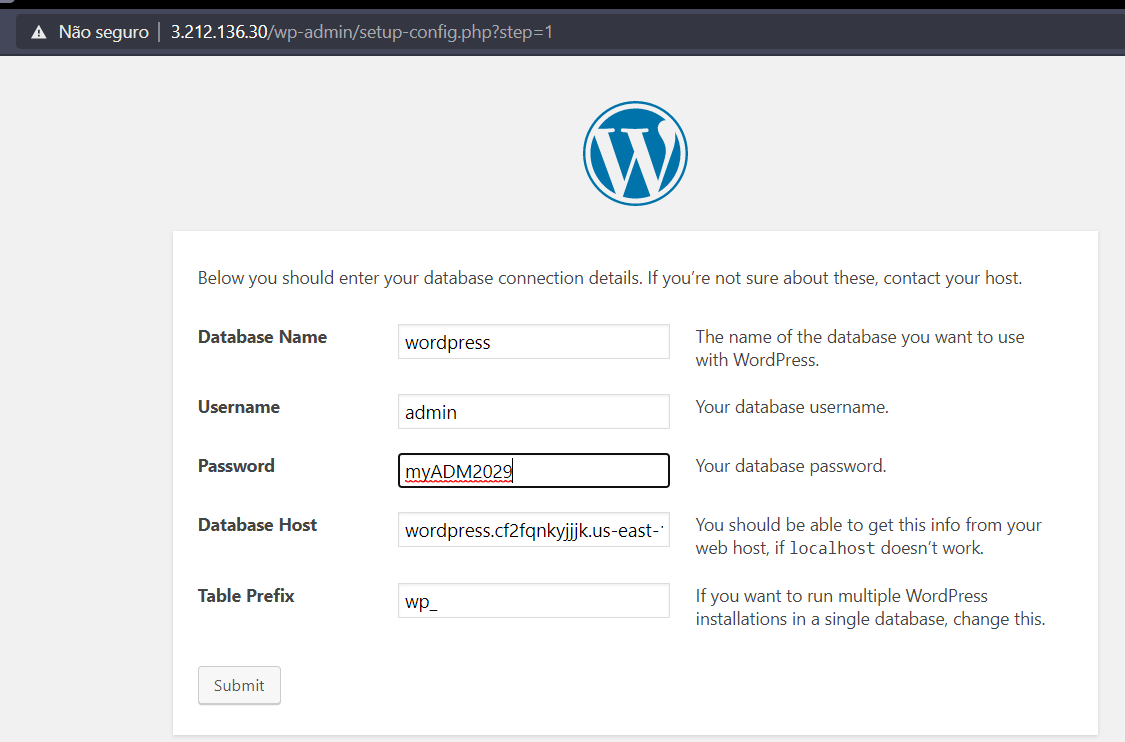 Não seguro | 3.212.136.30/wp-admin/setup-config.php?step=1
W
Below you should enter your database connection details. If you’re not sure about these, contact your host.
Database Name
wordpress
The name of the database you want to use
with WordPress.
Username
admin
Your database username.
Password
myADM2029
Your database password.
Database Host
wordpress.cf2fqnkyjjjk.us-east-
You should be able to get this info from your
web host, if localhost doesn’t work.
Table Prefix
wp_
If you want to run multiple WordPress
installations in a single database, change this.
Submit